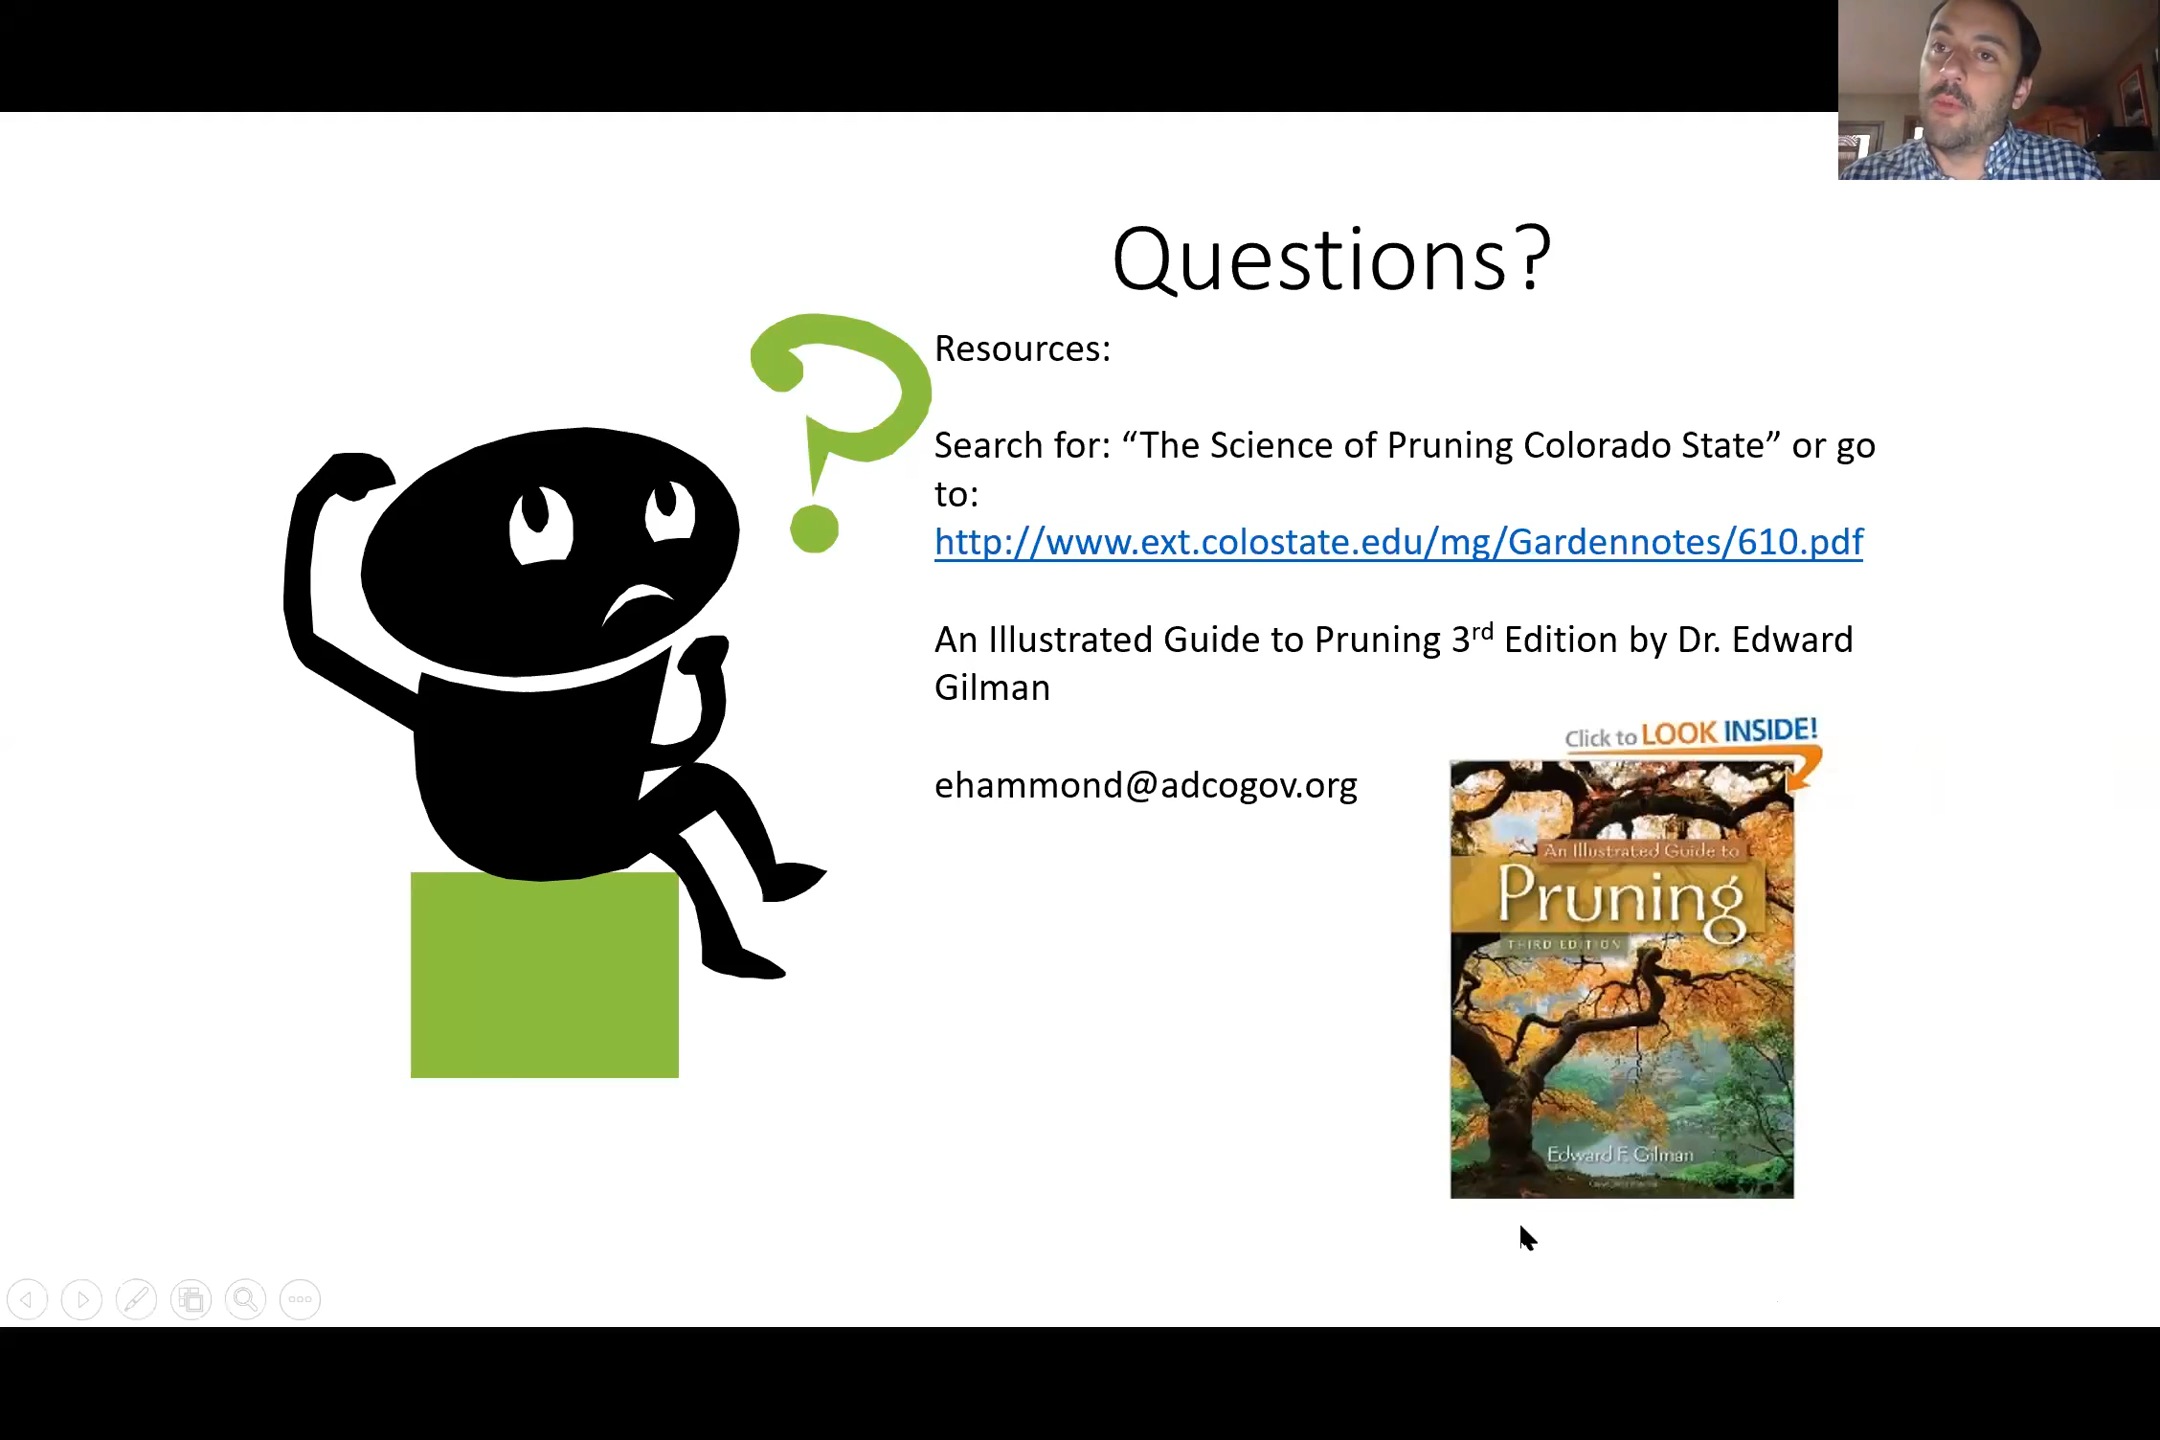 Questions?
Resources:
Search for: “The Science of Pruning Colorado State” or go
to:
http://www.ext.colostate.edu/mg/Gardennotes/610.pdf
An Illustrated Guide to Pruning 3rd Edition by Dr. Edward
Gilman
ehammond@adcogov.org
Click to LOOK INSIDE!
An Illustrated Guide to
Pruning
THIRD EDITION
Edward F. Gilman